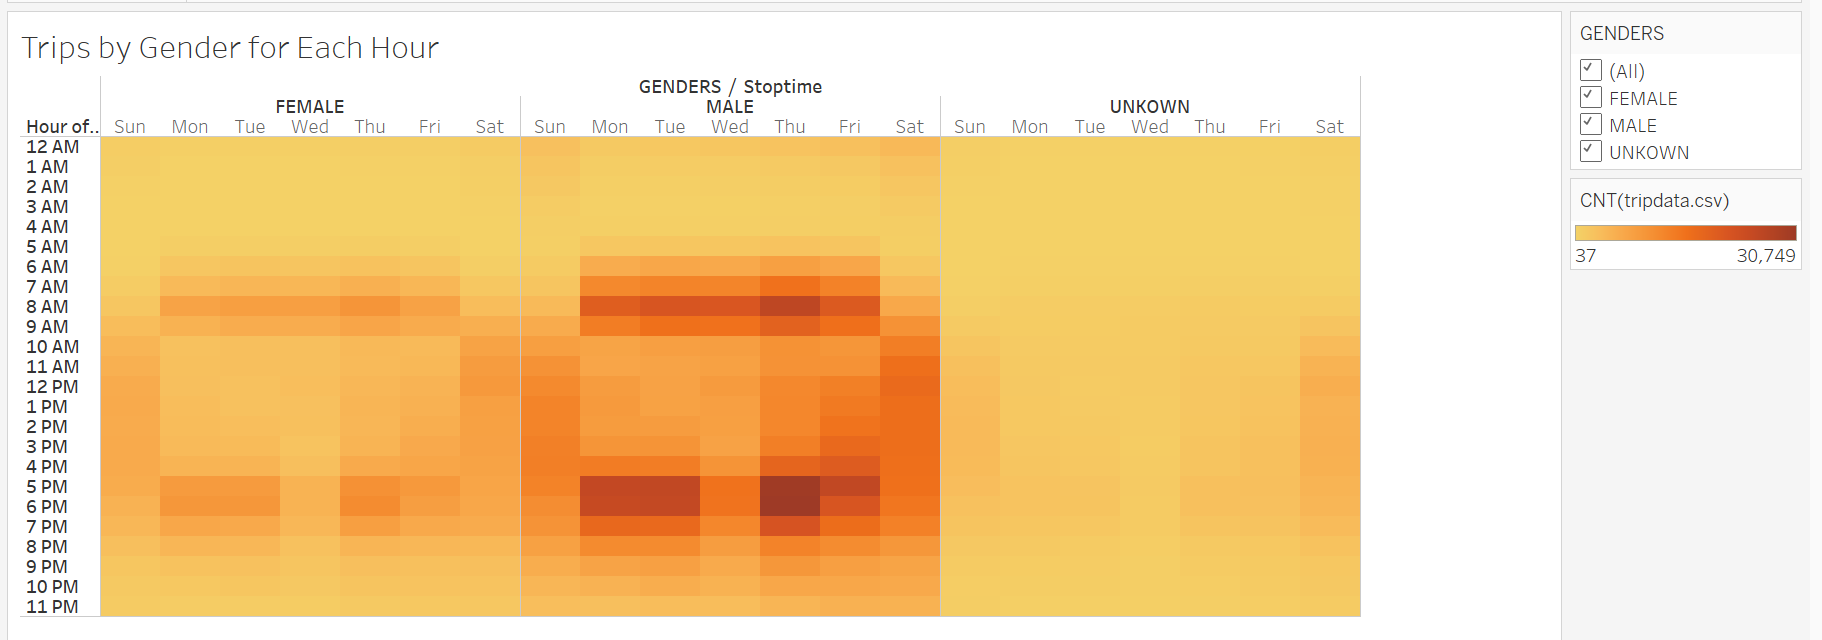 Trips by Gender for Each Hour
GENDERS / Stoptime
FEMALE MALE UNKOWN
Hour of.. Sun Mon Tue Wed Thu Fri Sat Sun Mon Tue Wed Thu Fri Sat Sun Mon Tue Wed Thu Fri Sat
12 AM
1 AM
2 AM
3 AM
4 AM
5 AM
6 AM
7 AM
8 AM
9 AM
10 AM
11 AM
12 PM
1 PM
2 PM
3 PM
4 PM
5 PM
6 PM
7 PM
8 PM
9 PM
10 PM
11 PM
GENDERS
(All)
FEMALE
MALE
UNKOWN
CNT(tripdata.csv)
37 30,749